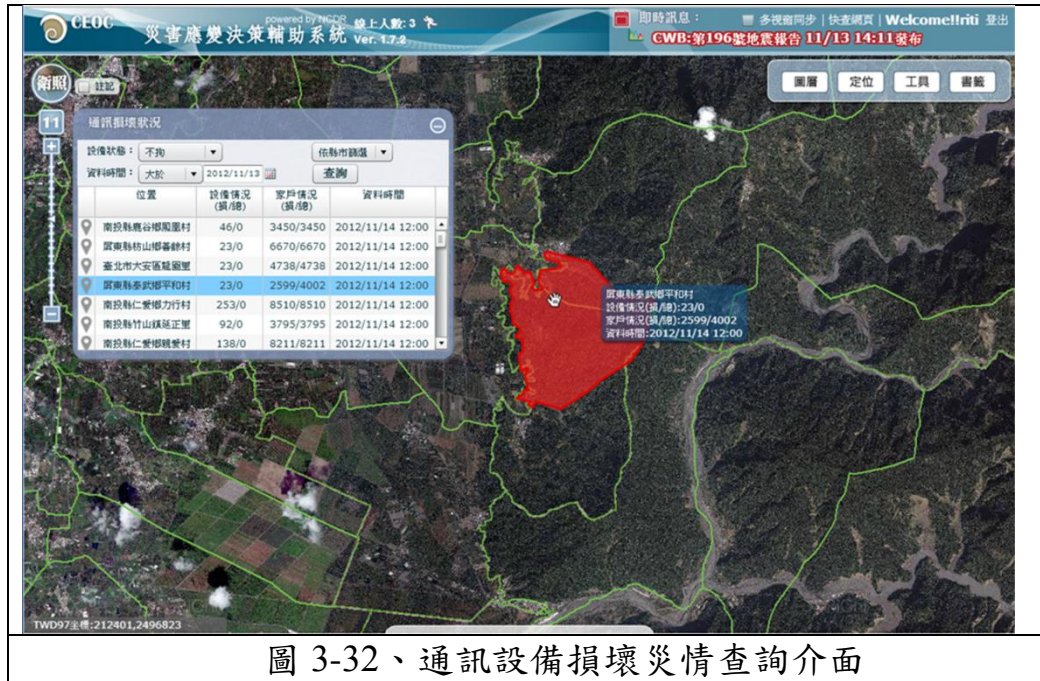 CEOC
powered by NCDR
災害應變決策輔助系統 Ver. 1.7.2
線上人數: 3
即時訊息：
多視窗同步 | 快查網頁 | Welcome!!riti 登出
CWB:第196號地震報告 11/13 14:11發布
衛照
註記
圖層 定位 工具 書籤
11
通訊損壞狀況
設備狀態： 不拘 依縣市篩選
資料時間： 大於 2012/11/13 查詢
位置 設備情況(損/總) 家戶情況(損/總) 資料時間
南投縣鹿谷鄉鳳凰村 46/0 3450/3450 2012/11/14 12:00
屏東縣枋山鄉善餘村 23/0 6670/6670 2012/11/14 12:00
臺北市大安區龍圖里 23/0 4738/4738 2012/11/14 12:00
屏東縣泰武鄉平和村 23/0 2599/4002 2012/11/14 12:00
南投縣仁愛鄉力行村 253/0 8510/8510 2012/11/14 12:00
南投縣竹山鎮延正里 92/0 3795/3795 2012/11/14 12:00
南投縣仁愛鄉親愛村 138/0 8211/8211 2012/11/14 12:00
屏東縣泰武鄉平和村
設備情況(損/總):23/0
家戶情況(損/總):2599/4002
資料時間:2012/11/14 12:00
TWD97坐標:212401,2496823
圖 3-32、通訊設備損壞災情查詢介面